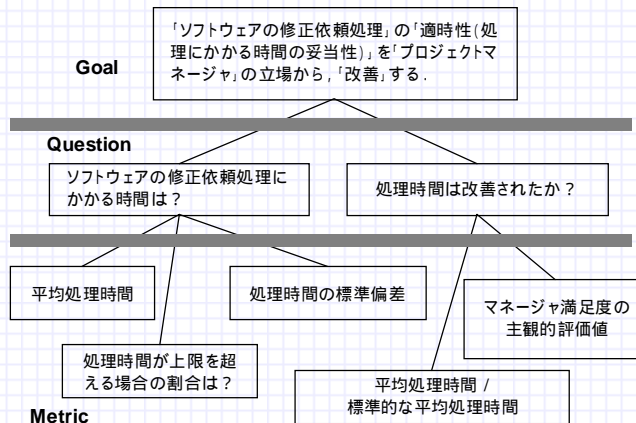 Goal
「ソフトウェアの修正依頼処理」の「適時性(処
理にかかる時間の妥当性)」を「プロジェクトマ
ネージャ」の立場から,「改善」する.
Question
ソフトウェアの修正依頼処理に
かかる時間は？
処理時間は改善されたか？
平均処理時間
処理時間の標準偏差
マネージャ満足度の
主観的評価値
処理時間が上限を超
える場合の割合は？
平均処理時間 /
標準的な平均処理時間
Metric